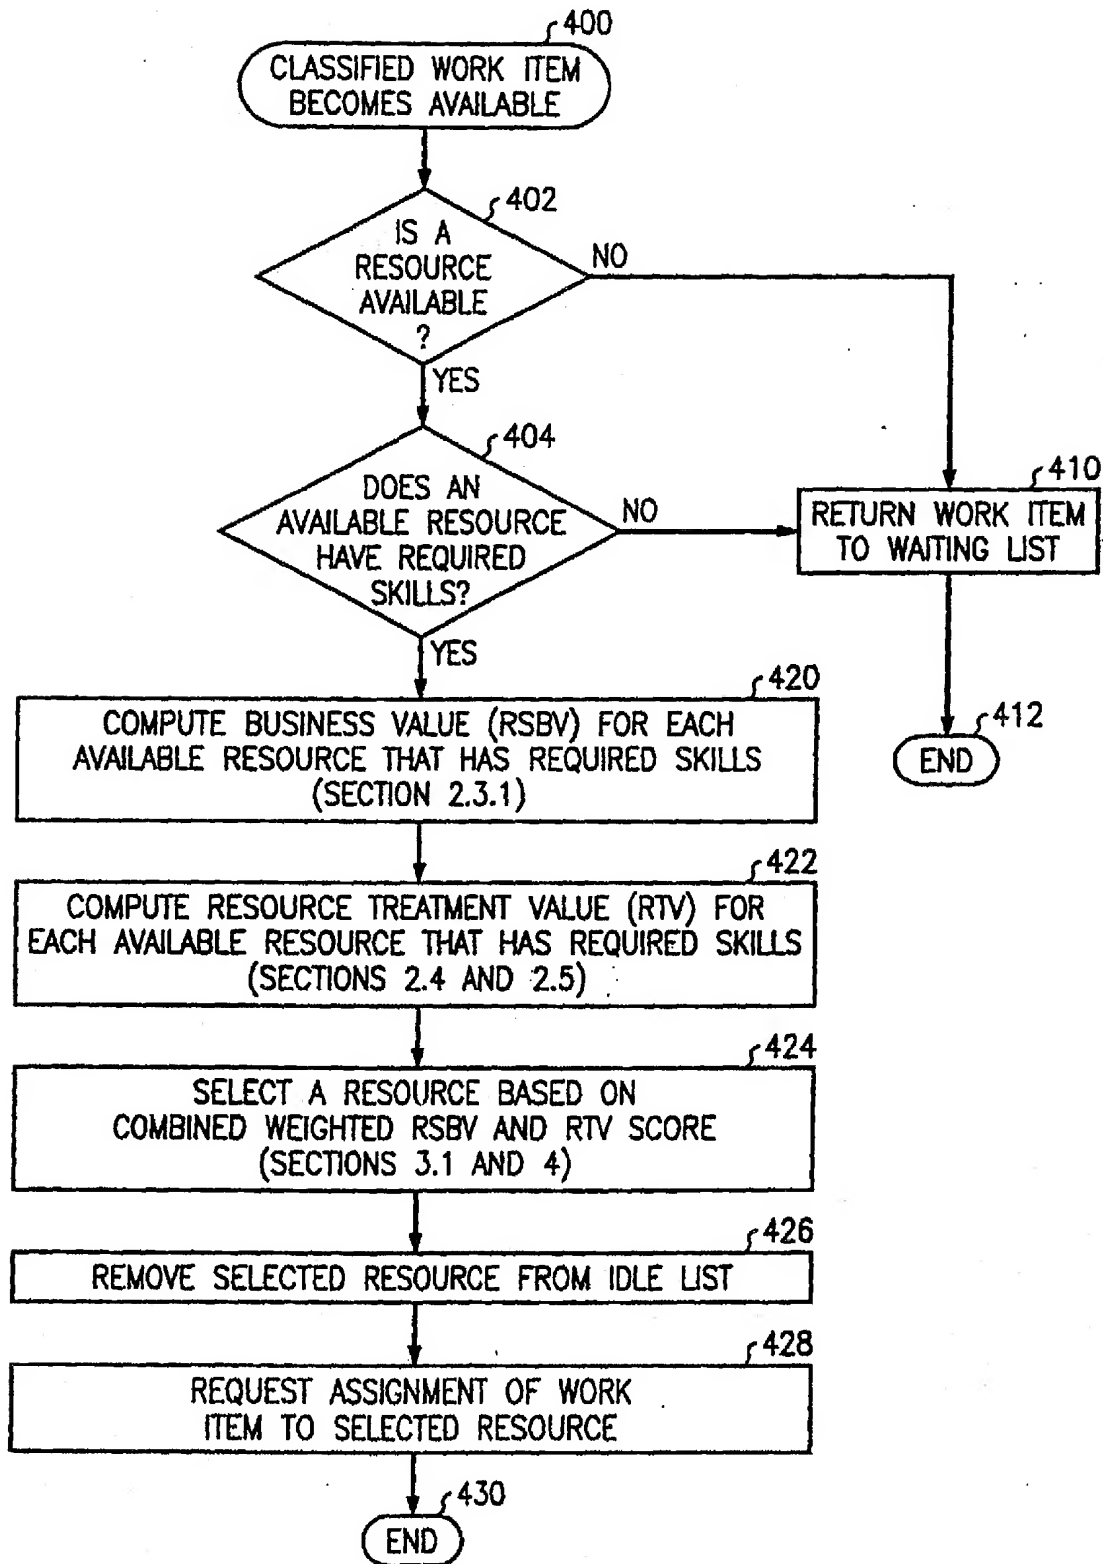 400
CLASSIFIED WORK ITEM
BECOMES AVAILABLE
402
IS A
RESOURCE
AVAILABLE
?
NO
YES
404
DOES AN
AVAILABLE RESOURCE
HAVE REQUIRED
SKILLS?
NO
YES
410
RETURN WORK ITEM
TO WAITING LIST
412
END
420
COMPUTE BUSINESS VALUE (RSBV) FOR EACH
AVAILABLE RESOURCE THAT HAS REQUIRED SKILLS
(SECTION 2.3.1)
422
COMPUTE RESOURCE TREATMENT VALUE (RTV) FOR
EACH AVAILABLE RESOURCE THAT HAS REQUIRED SKILLS
(SECTIONS 2.4 AND 2.5)
424
SELECT A RESOURCE BASED ON
COMBINED WEIGHTED RSBV AND RTV SCORE
(SECTIONS 3.1 AND 4)
426
REMOVE SELECTED RESOURCE FROM IDLE LIST
428
REQUEST ASSIGNMENT OF WORK
ITEM TO SELECTED RESOURCE
430
END